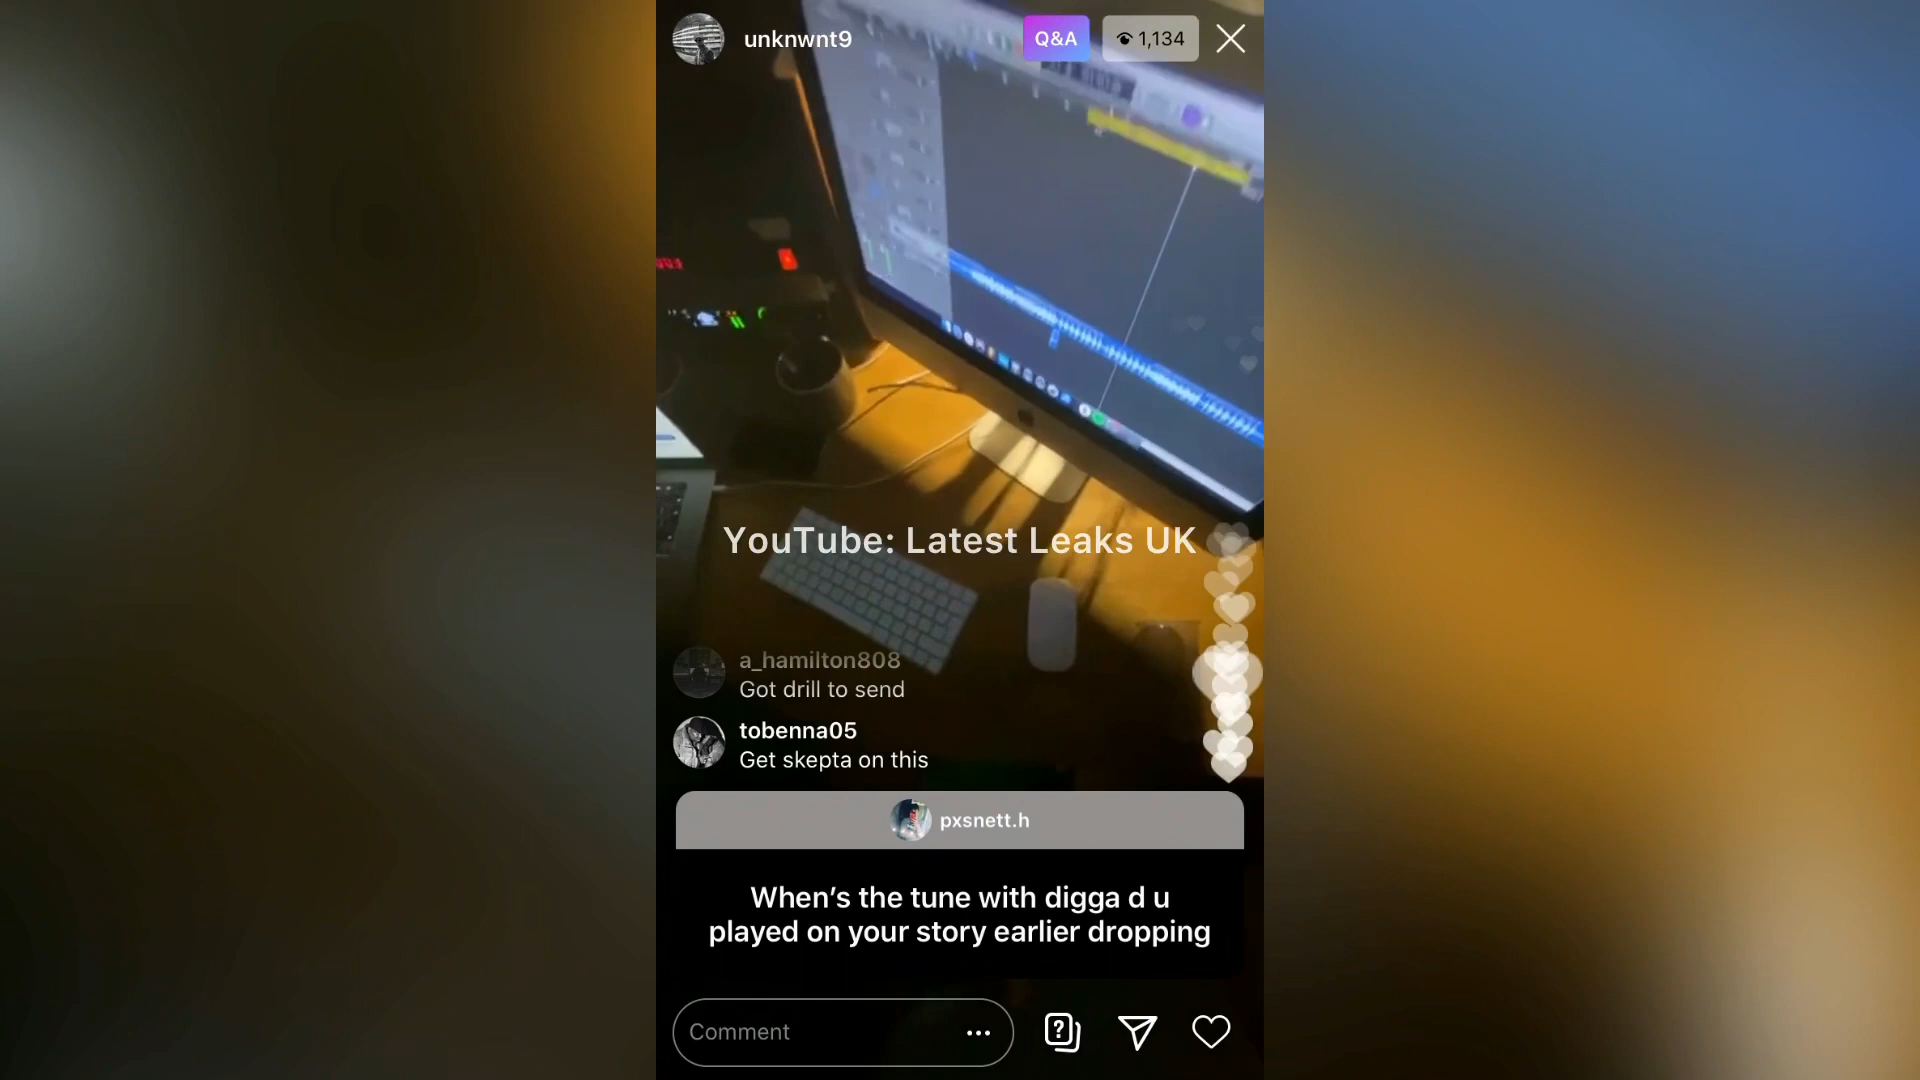 unknwnt9
Q&A
1,134
YouTube: Latest Leaks UK
a_hamilton808
Got drill to send
tobenna05
Get skepta on this
pxsnett.h
When’s the tune with digga d u
played on your story earlier dropping
Comment